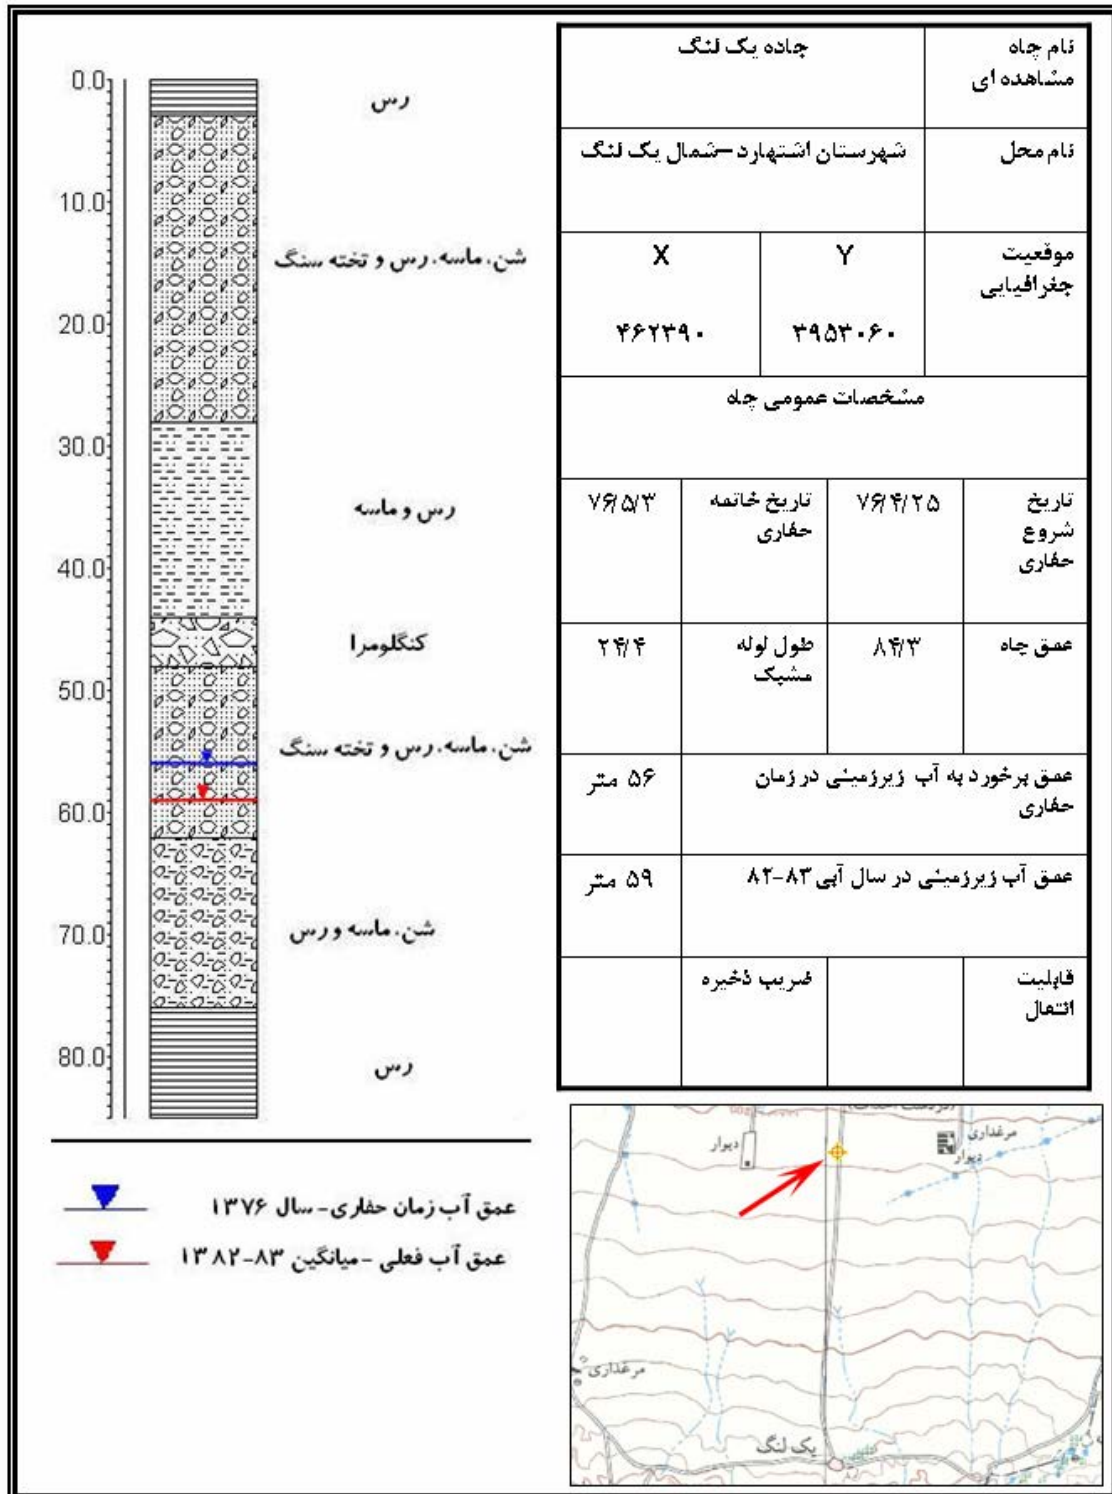 نام چاه مشاهده ای
جاده یک لنگ
نام محل
شهرستان اشتهارد-شمال یک لنگ
موقعیت جغرافیایی
Y
X
۳۹۵۳۰۶۰
۴۶۲۳۹۰
مشخصات عمومی چاه
تاریخ شروع حفاری
۷۶/۴/۲۵
تاریخ خاتمه حفاری
۷۶/۵/۳
عمق چاه
۸۴/۳
طول لوله مشبک
۲۴/۴
عمق برخورد به آب زیرزمینی در زمان حفاری
۵۶ متر
عمق آب زیرزمینی در سال آبی ۸۳-۸۲
۵۹ متر
قابلیت انتقال
ضریب ذخیره
0.0
10.0
20.0
30.0
40.0
50.0
60.0
70.0
80.0
رس
شن، ماسه، رس و تخته سنگ
رس و ماسه
کنگلومرا
شن، ماسه، رس و تخته سنگ
شن، ماسه و رس
رس
عمق آب زمان حفاری- سال ۱۳۷۶
عمق آب فعلی -میانگین ۸۳-۱۳۸۲
دیوار
مرغداری
دیوار
مرغداری
یک لنگ